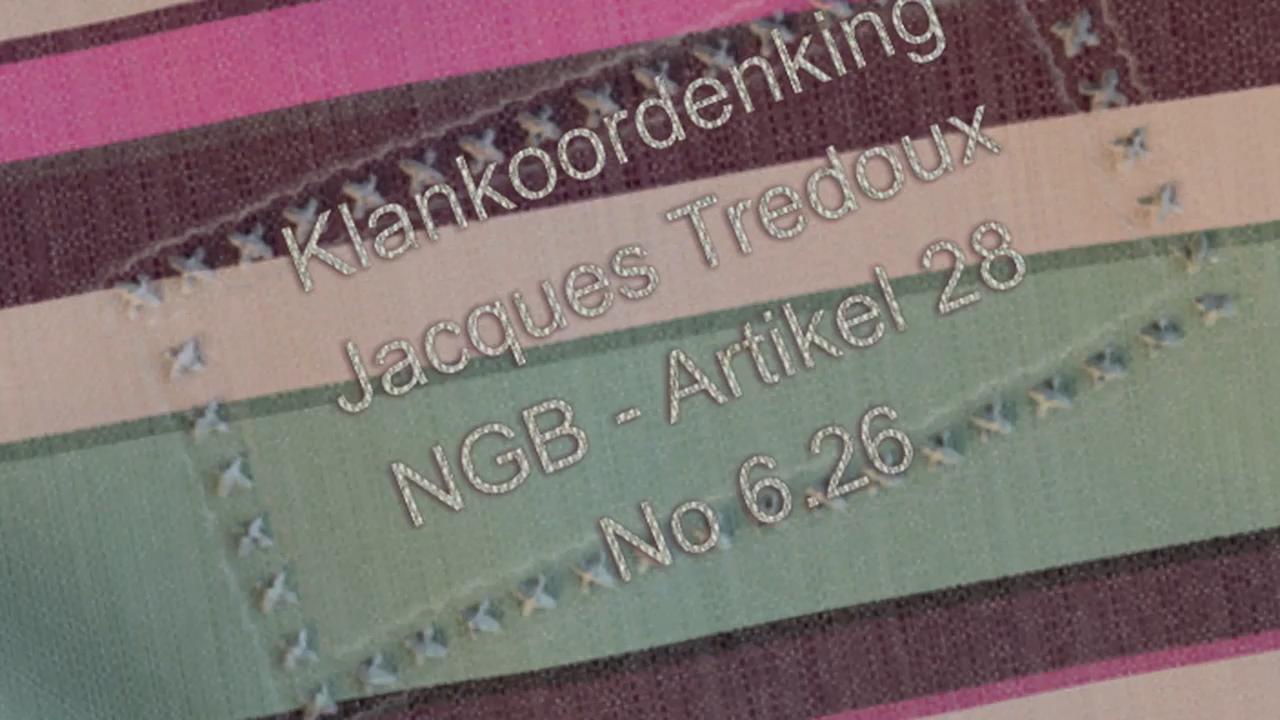 Klankoordenking
Jacques Tredoux
NGB - Artikel 28
No 6.26